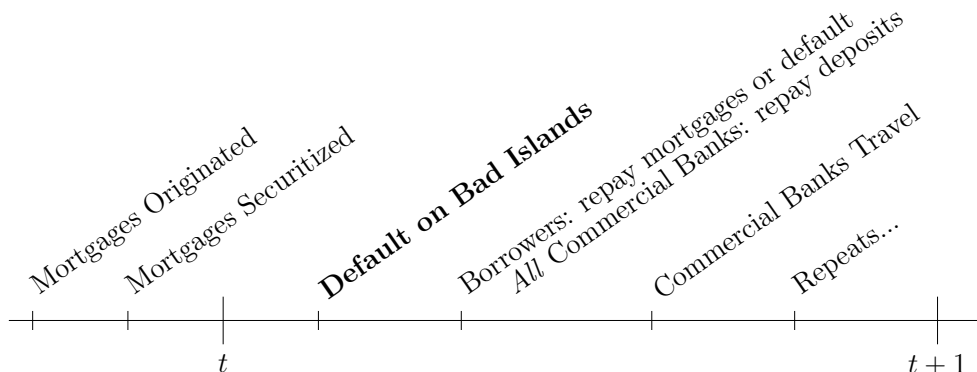 Mortgages Originated
Mortgages Securitized
Default on Bad Islands
Borrowers: repay mortgages or default
All Commercial Banks: repay deposits
Commercial Banks Travel
Repeats...
t
t + 1